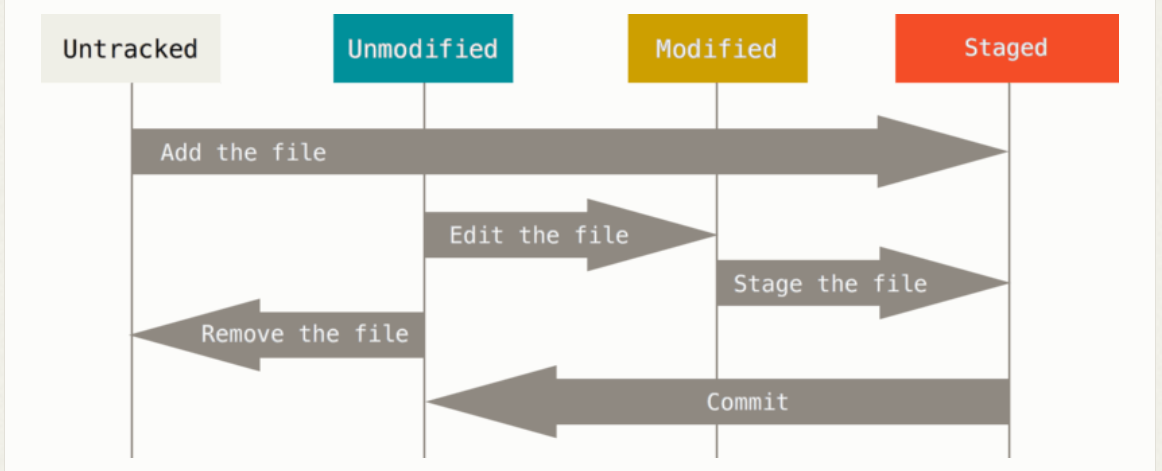 Untracked
Unmodified
Modified
Staged
Add the file
Edit the file
Stage the file
Remove the file
Commit